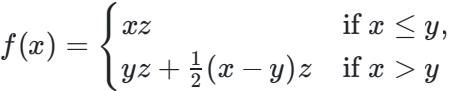 f(x) = { xz if x ≤ y,
yz + 1/2(x − y)z if x > y